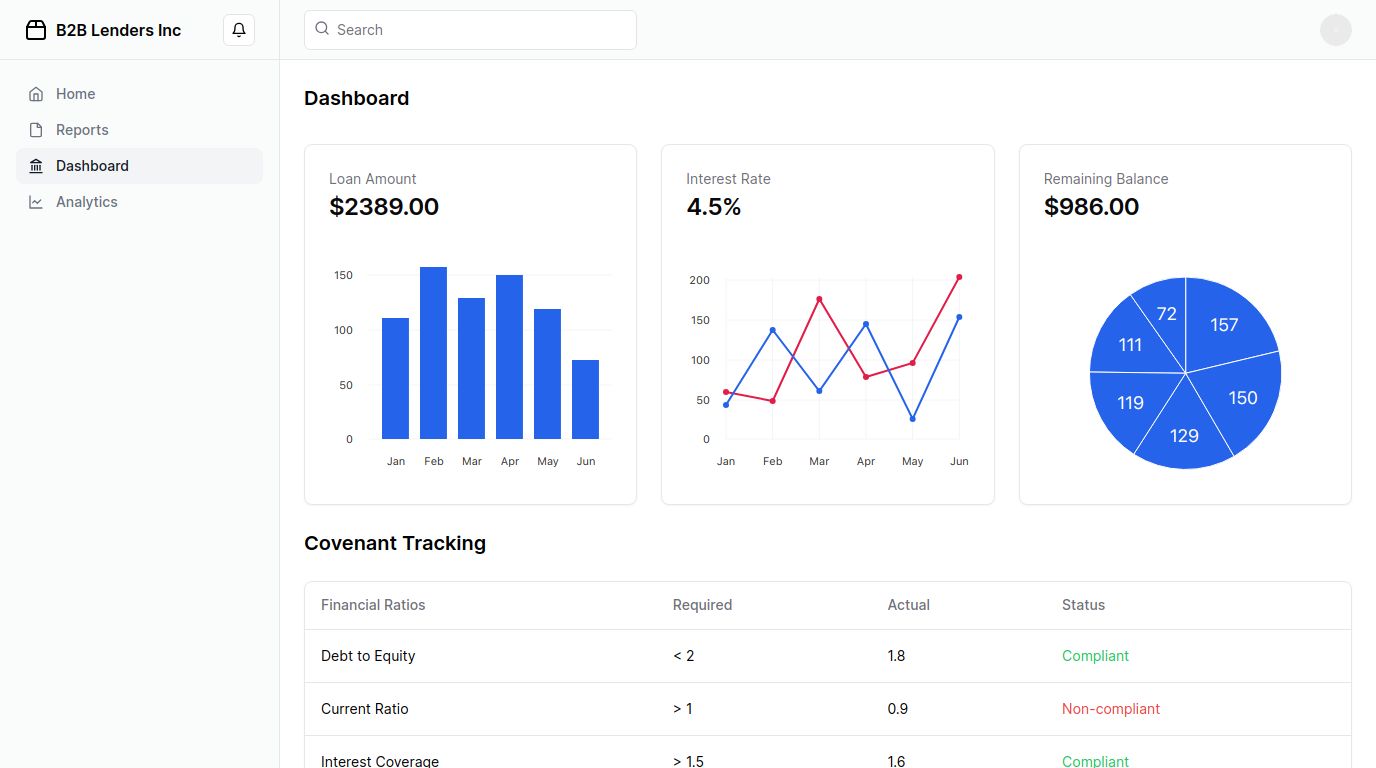 B2B Lenders Inc
Search
Home
Reports
Dashboard
Analytics
Dashboard
Loan Amount
$2389.00
150
100
50
0
Jan Feb Mar Apr May Jun
Interest Rate
4.5%
200
150
100
50
0
Jan Feb Mar Apr May Jun
Remaining Balance
$986.00
72 157
111
119 150
129
Covenant Tracking
Financial Ratios Required Actual Status
Debt to Equity < 2 1.8 Compliant
Current Ratio > 1 0.9 Non-compliant
Interest Coverage > 1.5 1.6 Compliant